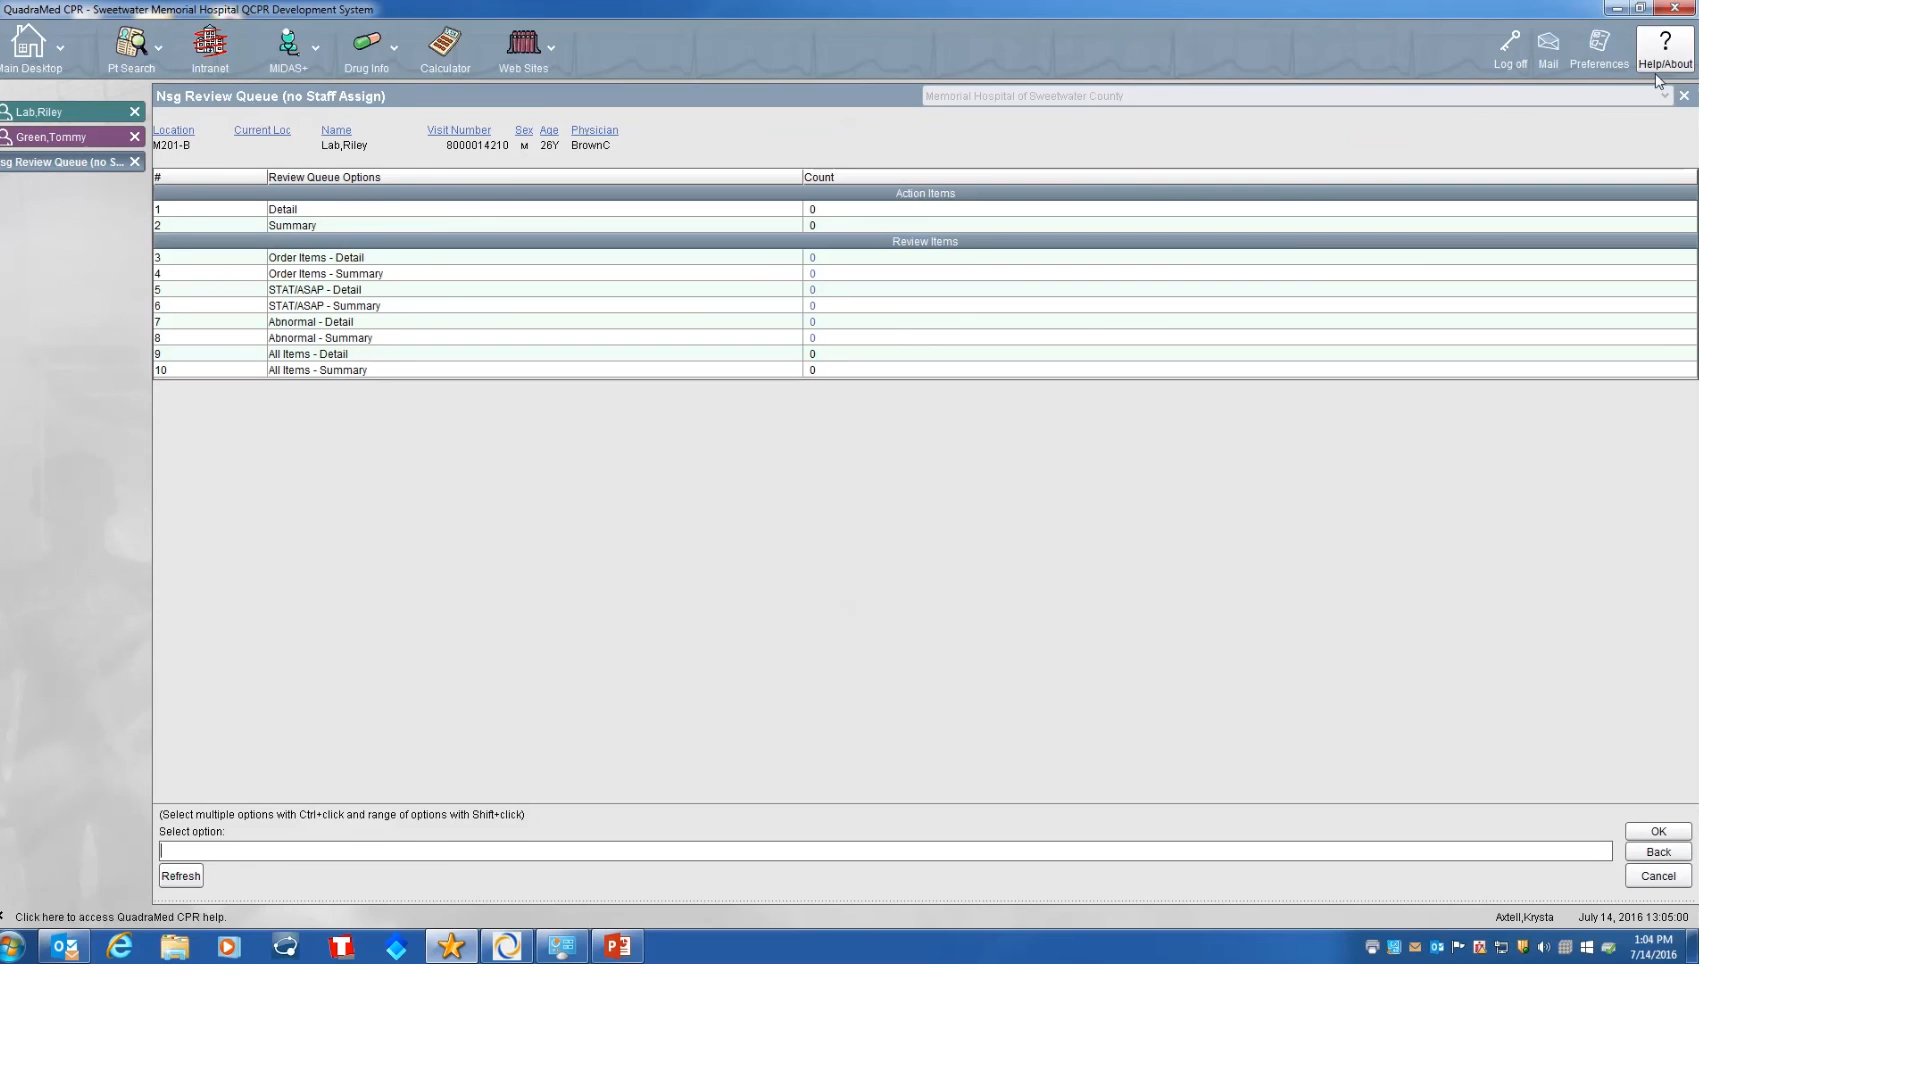 QuadraMed CPR - Sweetwater Memorial Hospital QCPR Development System
Main Desktop
Pt Search
Intranet
MIDAS+
Drug Info
Calculator
Web Sites
Log off
Mail
Preferences
?
Help/About
Lab,Riley
Green,Tommy
sg Review Queue (no S...
Nsg Review Queue (no Staff Assign)
Memorial Hospital of Sweetwater County
Location Current Loc Name Visit Number Sex Age Physician
M201-B Lab,Riley 8000014210 M 26Y BrownC
# Review Queue Options Count
Action Items
1 Detail 0
2 Summary 0
Review Items
3 Order Items - Detail 0
4 Order Items - Summary 0
5 STAT/ASAP - Detail 0
6 STAT/ASAP - Summary 0
7 Abnormal - Detail 0
8 Abnormal - Summary 0
9 All Items - Detail 0
10 All Items - Summary 0
(Select multiple options with Ctrl+click and range of options with Shift+click)
Select option:
OK
Back
Refresh
Cancel
Click here to access QuadraMed CPR help.
Axtell,Krysta July 14, 2016 13:05:00
1:04 PM
7/14/2016